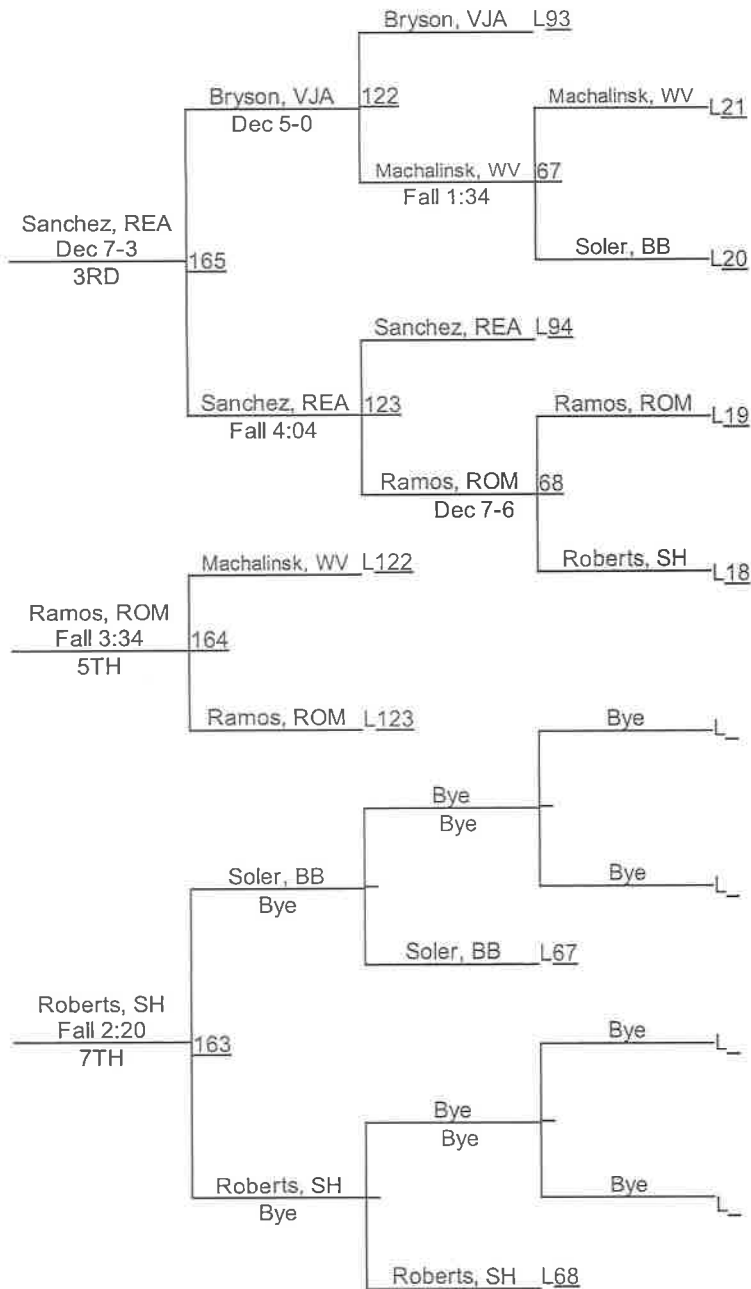 Bryson, VJA L93
Bryson, VJA 122
Dec 5-0
Machalinsk, WV L21
Machalinsk, WV 67
Fall 1:34
Sanchez, REA
Dec 7-3
3RD
165
Soler, BB L20
Sanchez, REA L94
Sanchez, REA 123
Fall 4:04
Ramos, ROM L19
Ramos, ROM 68
Dec 7-6
Roberts, SH L18
Machalinsk, WV L122
Ramos, ROM
Fall 3:34
5TH
164
Ramos, ROM L123
Bye L_
Bye
Bye
Soler, BB
Bye
Bye L_
Soler, BB L67
Roberts, SH
Fall 2:20
7TH
163
Bye L_
Bye
Bye
Roberts, SH
Bye
Bye L_
Roberts, SH L68